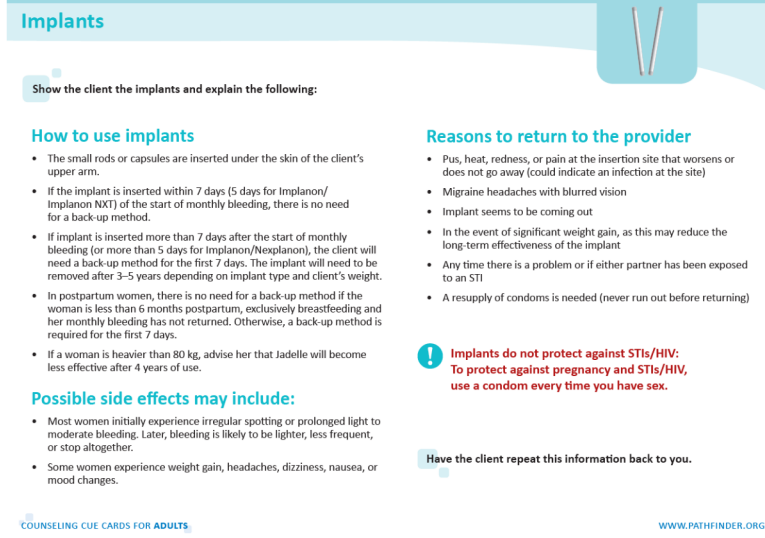 Implants
Show the client the implants and explain the following:
How to use implants
• The small rods or capsules are inserted under the skin of the client's
upper arm.
• If the implant is inserted within 7 days (5 days for Implanon/
Implanon NXT) of the start of monthly bleeding, there is no need
for a back-up method.
• If implant is inserted more than 7 days after the start of monthly
bleeding (or more than 5 days for Implanon/Nexplanon), the client will
need a back-up method for the first 7 days. The implant will need to be
removed after 3–5 years depending on implant type and client's weight.
• In postpartum women, there is no need for a back-up method if the
woman is less than 6 months postpartum, exclusively breastfeeding and
her monthly bleeding has not returned. Otherwise, a back-up method is
required for the first 7 days.
• If a woman is heavier than 80 kg, advise her that Jadelle will become
less effective after 4 years of use.
Possible side effects may include:
• Most women initially experience irregular spotting or prolonged light to
moderate bleeding. Later, bleeding is likely to be lighter, less frequent,
or stop altogether.
• Some women experience weight gain, headaches, dizziness, nausea, or
mood changes.
Reasons to return to the provider
• Pus, heat, redness, or pain at the insertion site that worsens or
does not go away (could indicate an infection at the site)
• Migraine headaches with blurred vision
• Implant seems to be coming out
• In the event of significant weight gain, as this may reduce the
long-term effectiveness of the implant
• Any time there is a problem or if either partner has been exposed
to an STI
• A resupply of condoms is needed (never run out before returning)
! Implants do not protect against STIs/HIV:
To protect against pregnancy and STIs/HIV,
use a condom every time you have sex.
Have the client repeat this information back to you.
COUNSELING CUE CARDS FOR ADULTS
WWW.PATHFINDER.ORG